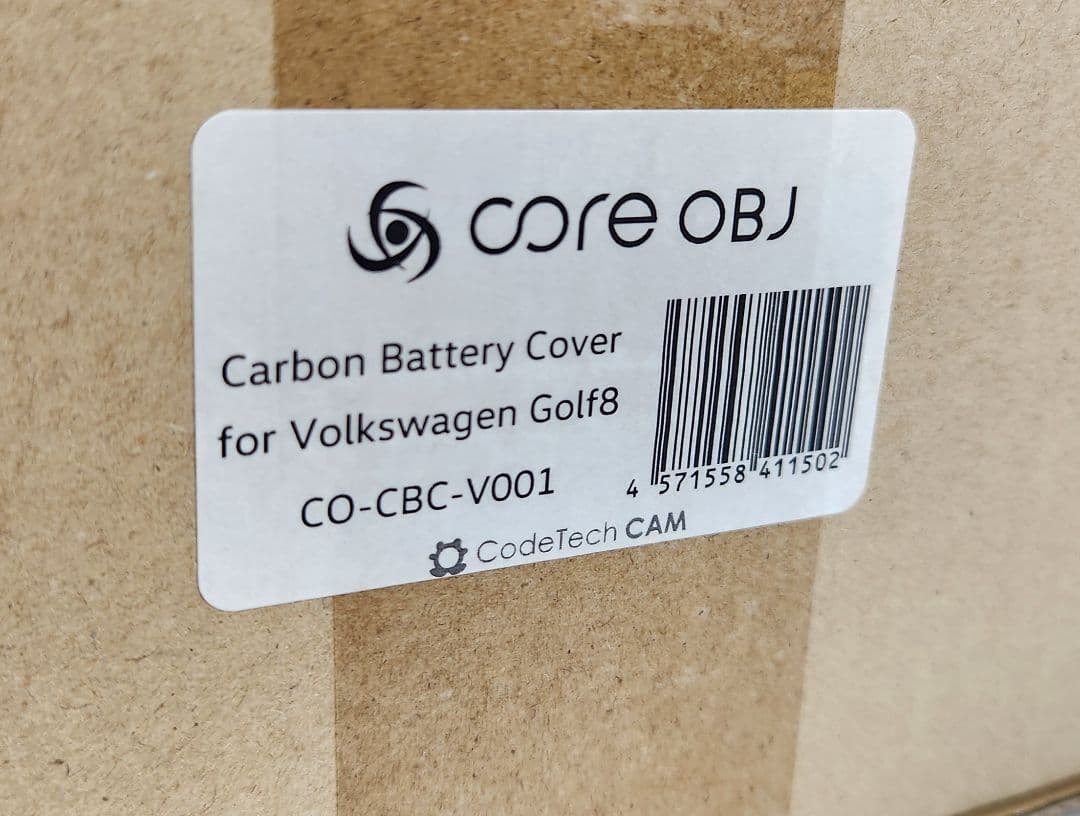 core OBJ
Carbon Battery Cover
for Volkswagen Golf8
CO-CBC-V001
4 571558 411502
CodeTech CAM